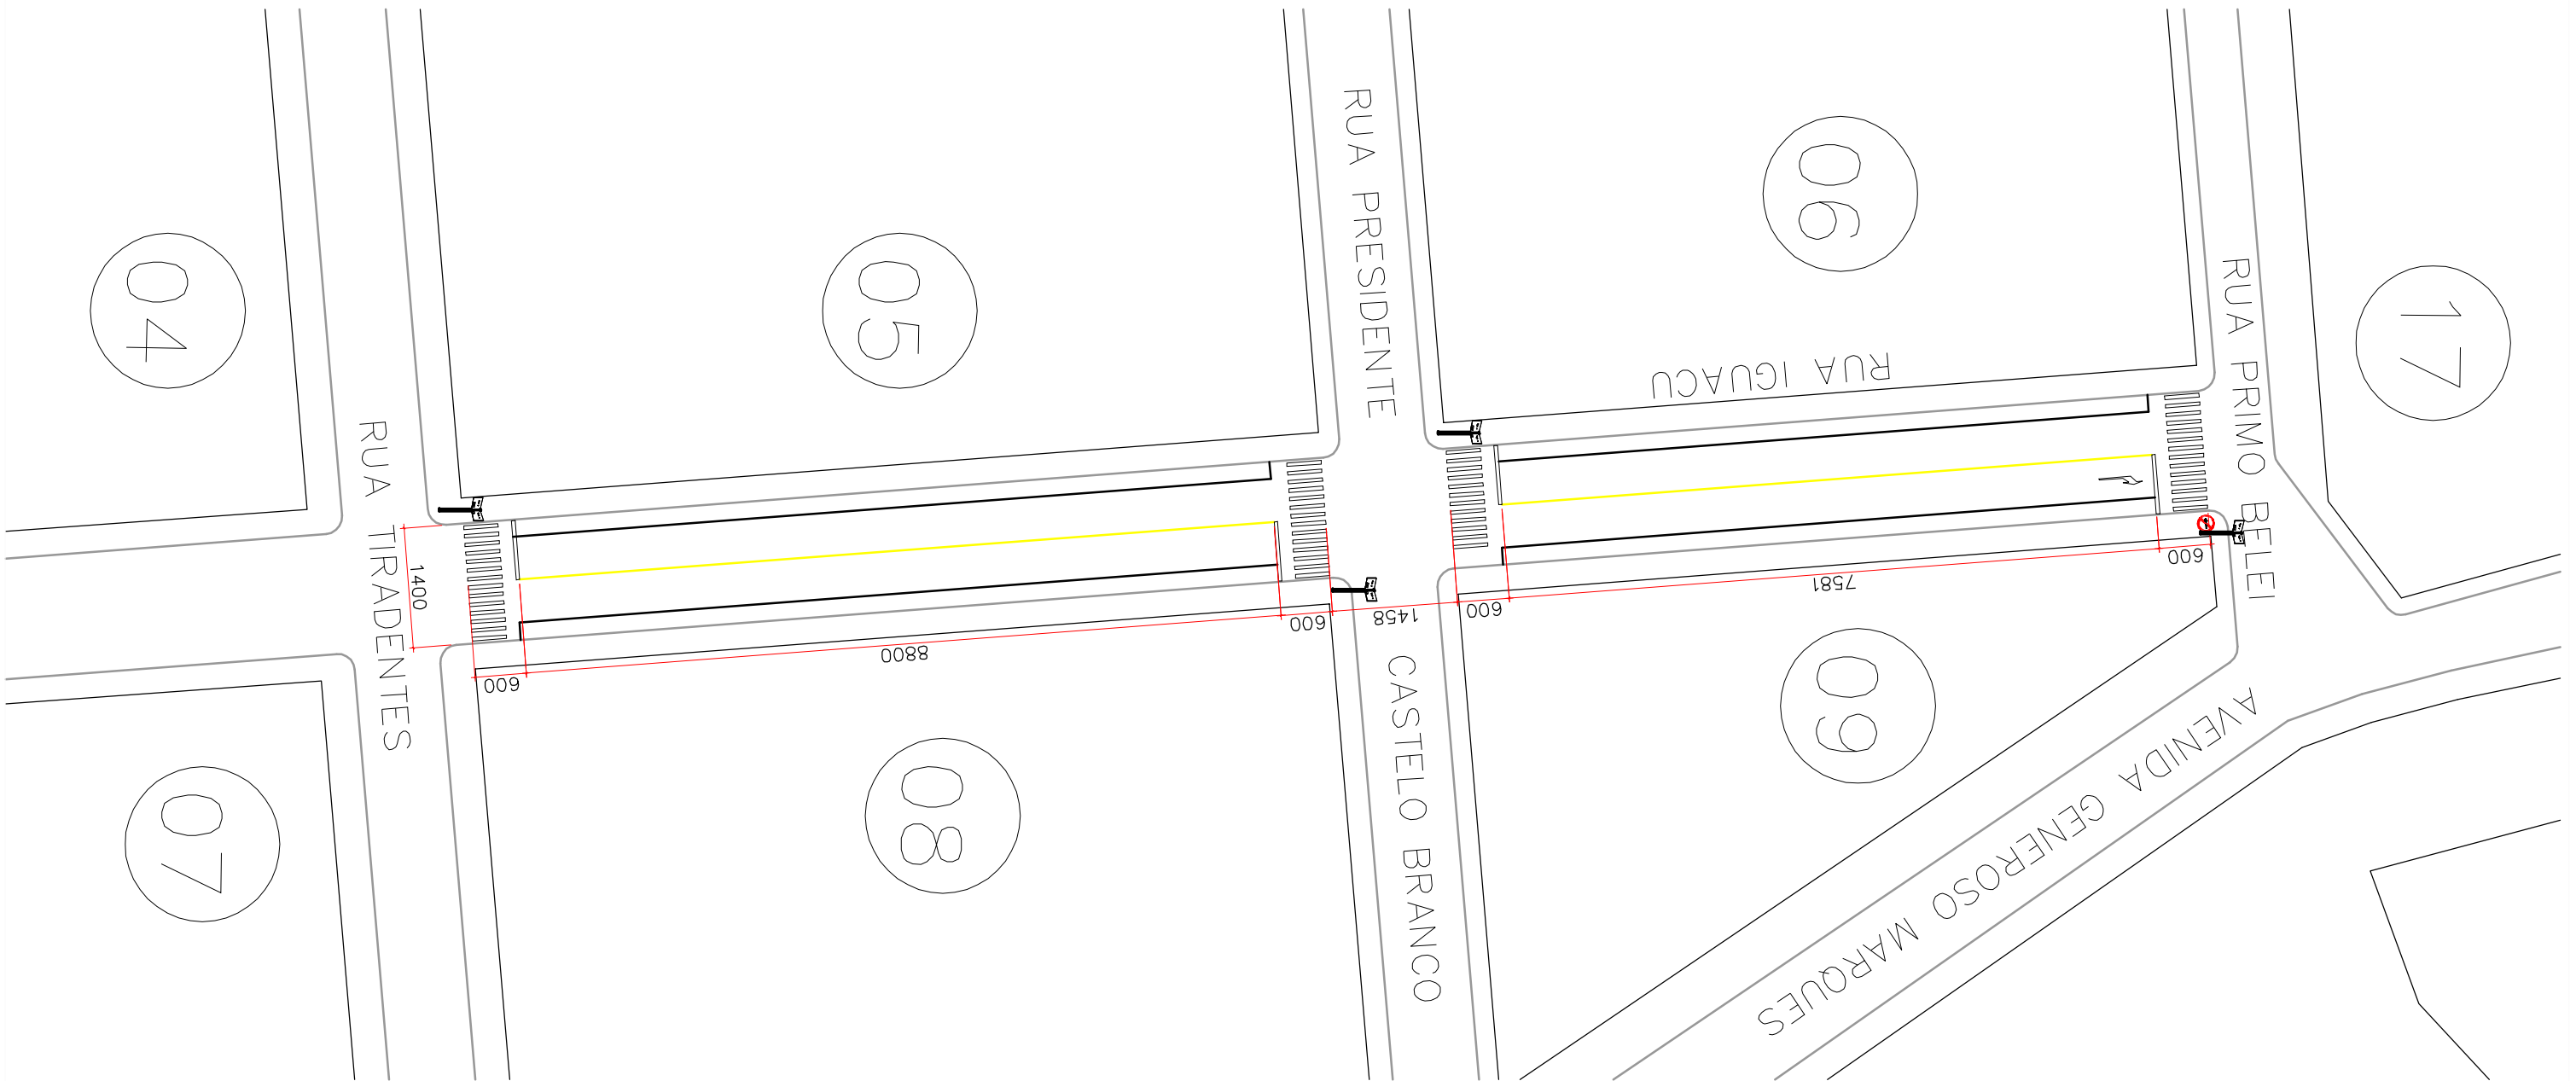 04
05
06
17
07
08
09
RUA TIRADENTES
RUA PRESIDENTE
CASTELO BRANCO
RUA IGUACU
RUA PRIMO BELEI
AVENIDA GENEROSO MARQUES
1400
600
8800
600
1458
600
7581
600